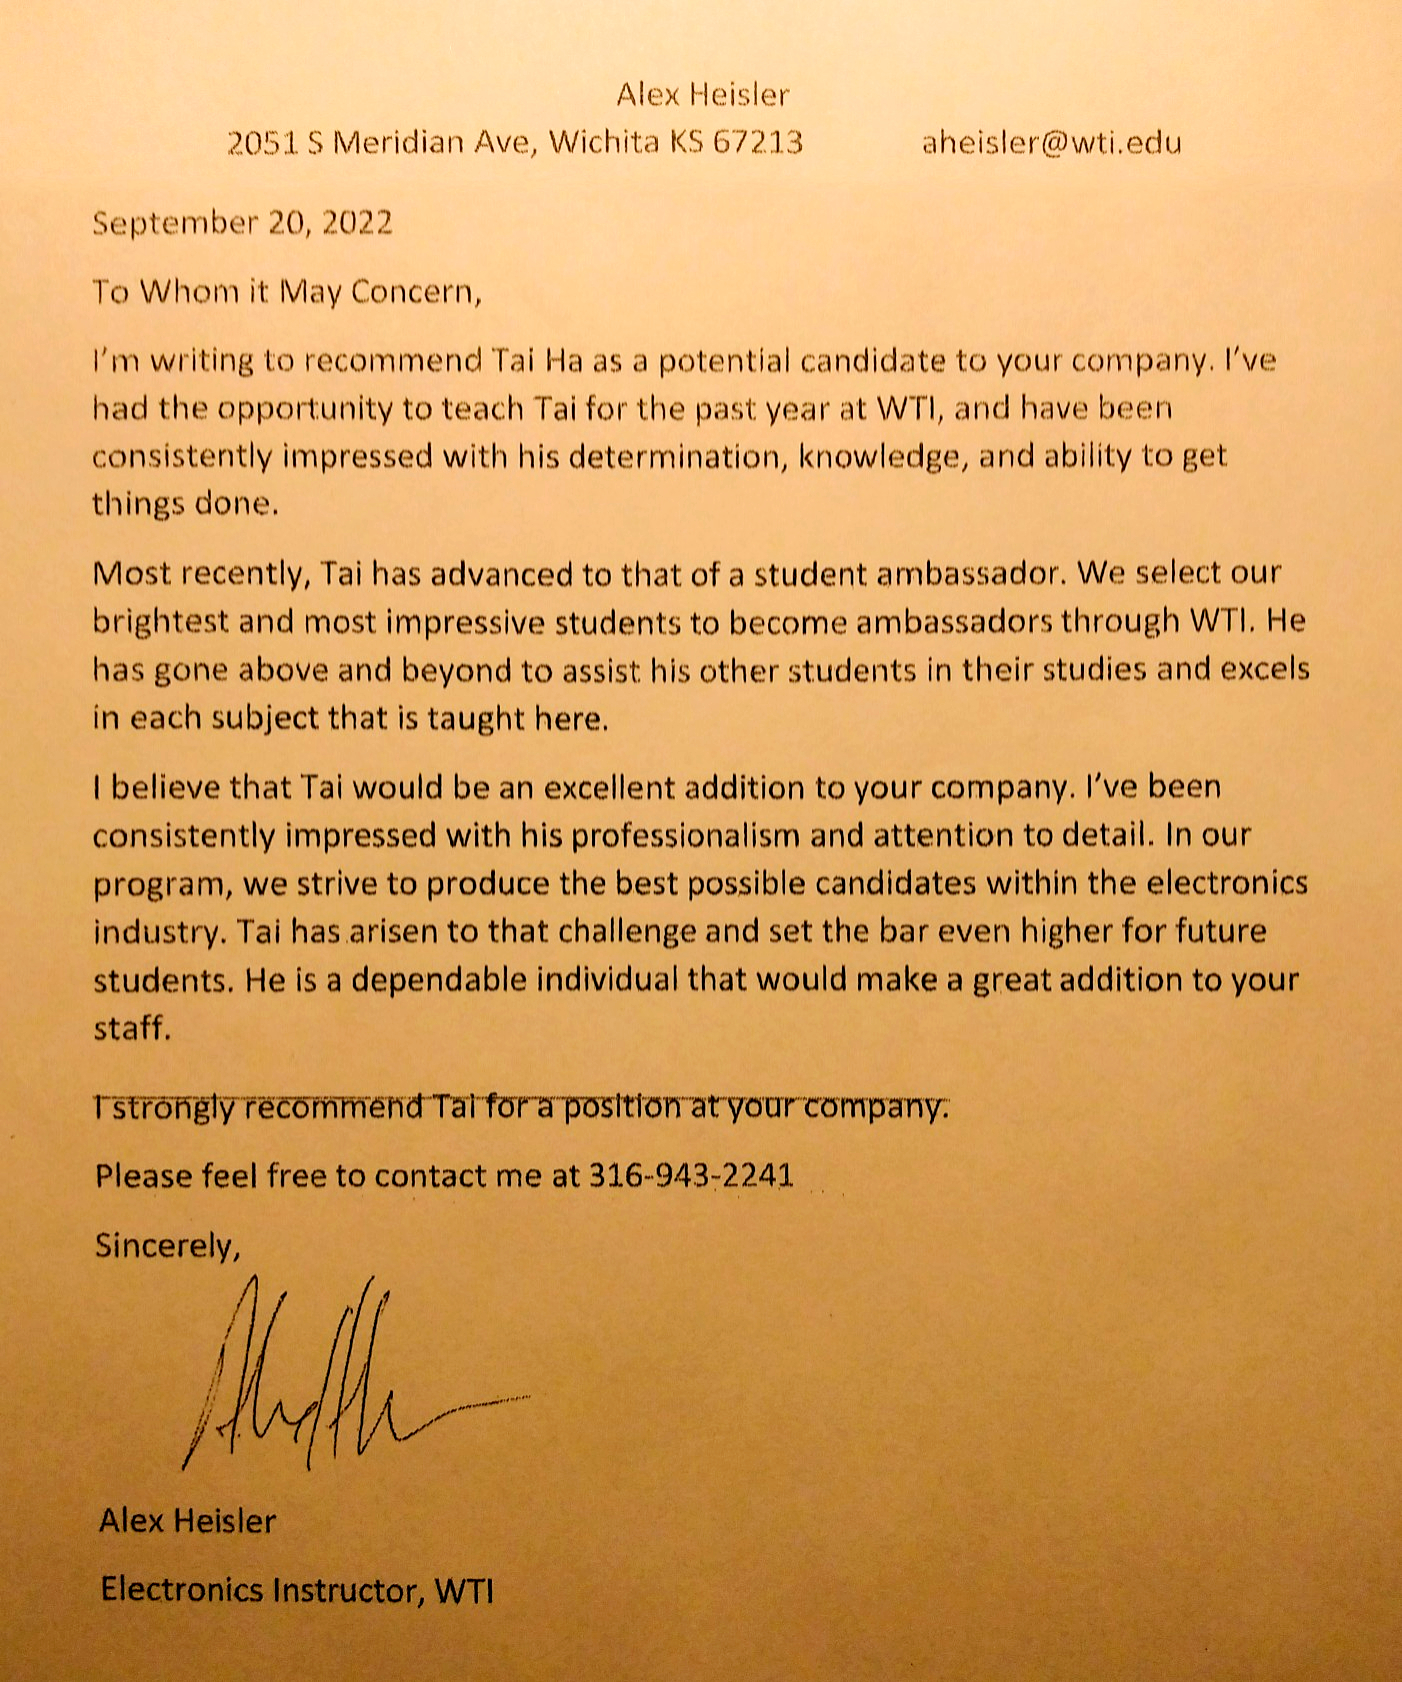 Alex Heisler
2051 S Meridian Ave, Wichita KS 67213 aheisler@wti.edu
September 20, 2022
To Whom it May Concern,
I’m writing to recommend Tai Ha as a potential candidate to your company. I’ve
had the opportunity to teach Tai for the past year at WTI, and have been
consistently impressed with his determination, knowledge, and ability to get
things done.
Most recently, Tai has advanced to that of a student ambassador. We select our
brightest and most impressive students to become ambassadors through WTI. He
has gone above and beyond to assist his other students in their studies and excels
in each subject that is taught here.
I believe that Tai would be an excellent addition to your company. I’ve been
consistently impressed with his professionalism and attention to detail. In our
program, we strive to produce the best possible candidates within the electronics
industry. Tai has arisen to that challenge and set the bar even higher for future
students. He is a dependable individual that would make a great addition to your
staff.
I strongly recommend Tai for a position at your company.
Please feel free to contact me at 316-943-2241
Sincerely,
Alex Heisler
Electronics Instructor, WTI